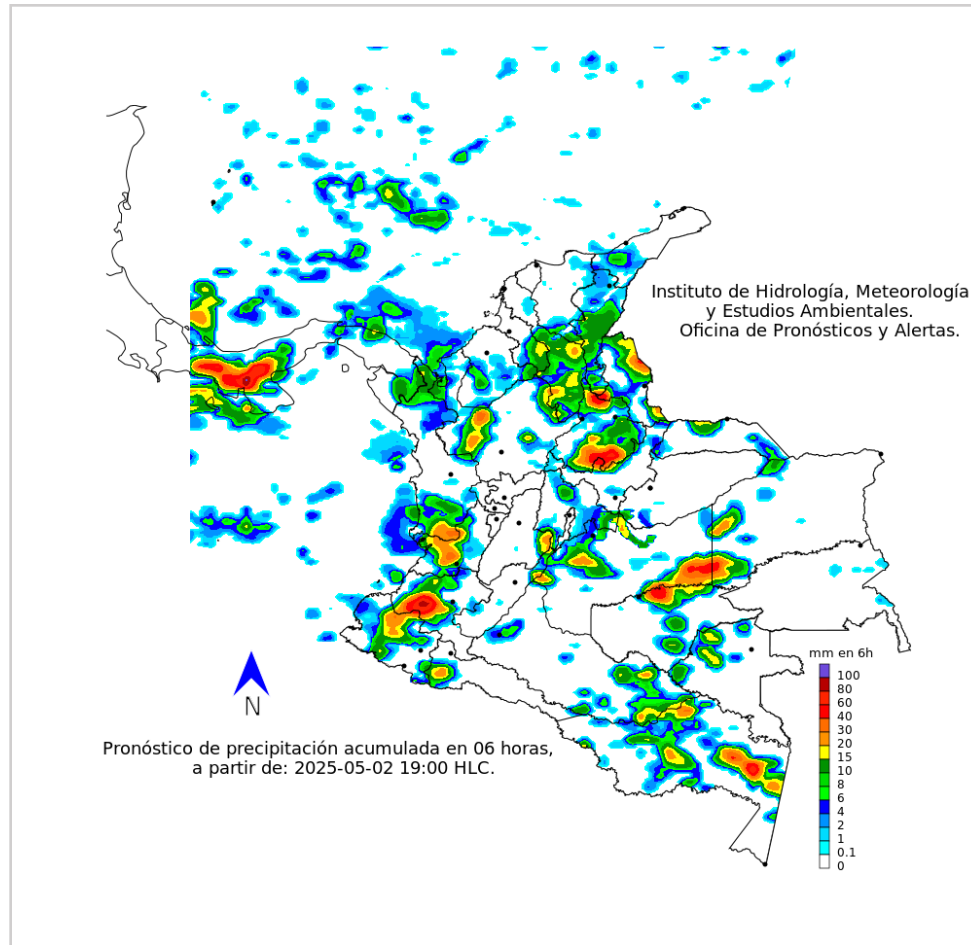 Instituto de Hidrología, Meteorología
y Estudios Ambientales.
Oficina de Pronósticos y Alertas.
mm en 6h
100
80
60
40
30
20
15
10
8
6
4
2
1
0.1
0
N
Pronóstico de precipitación acumulada en 06 horas,
a partir de: 2025-05-02 19:00 HLC.